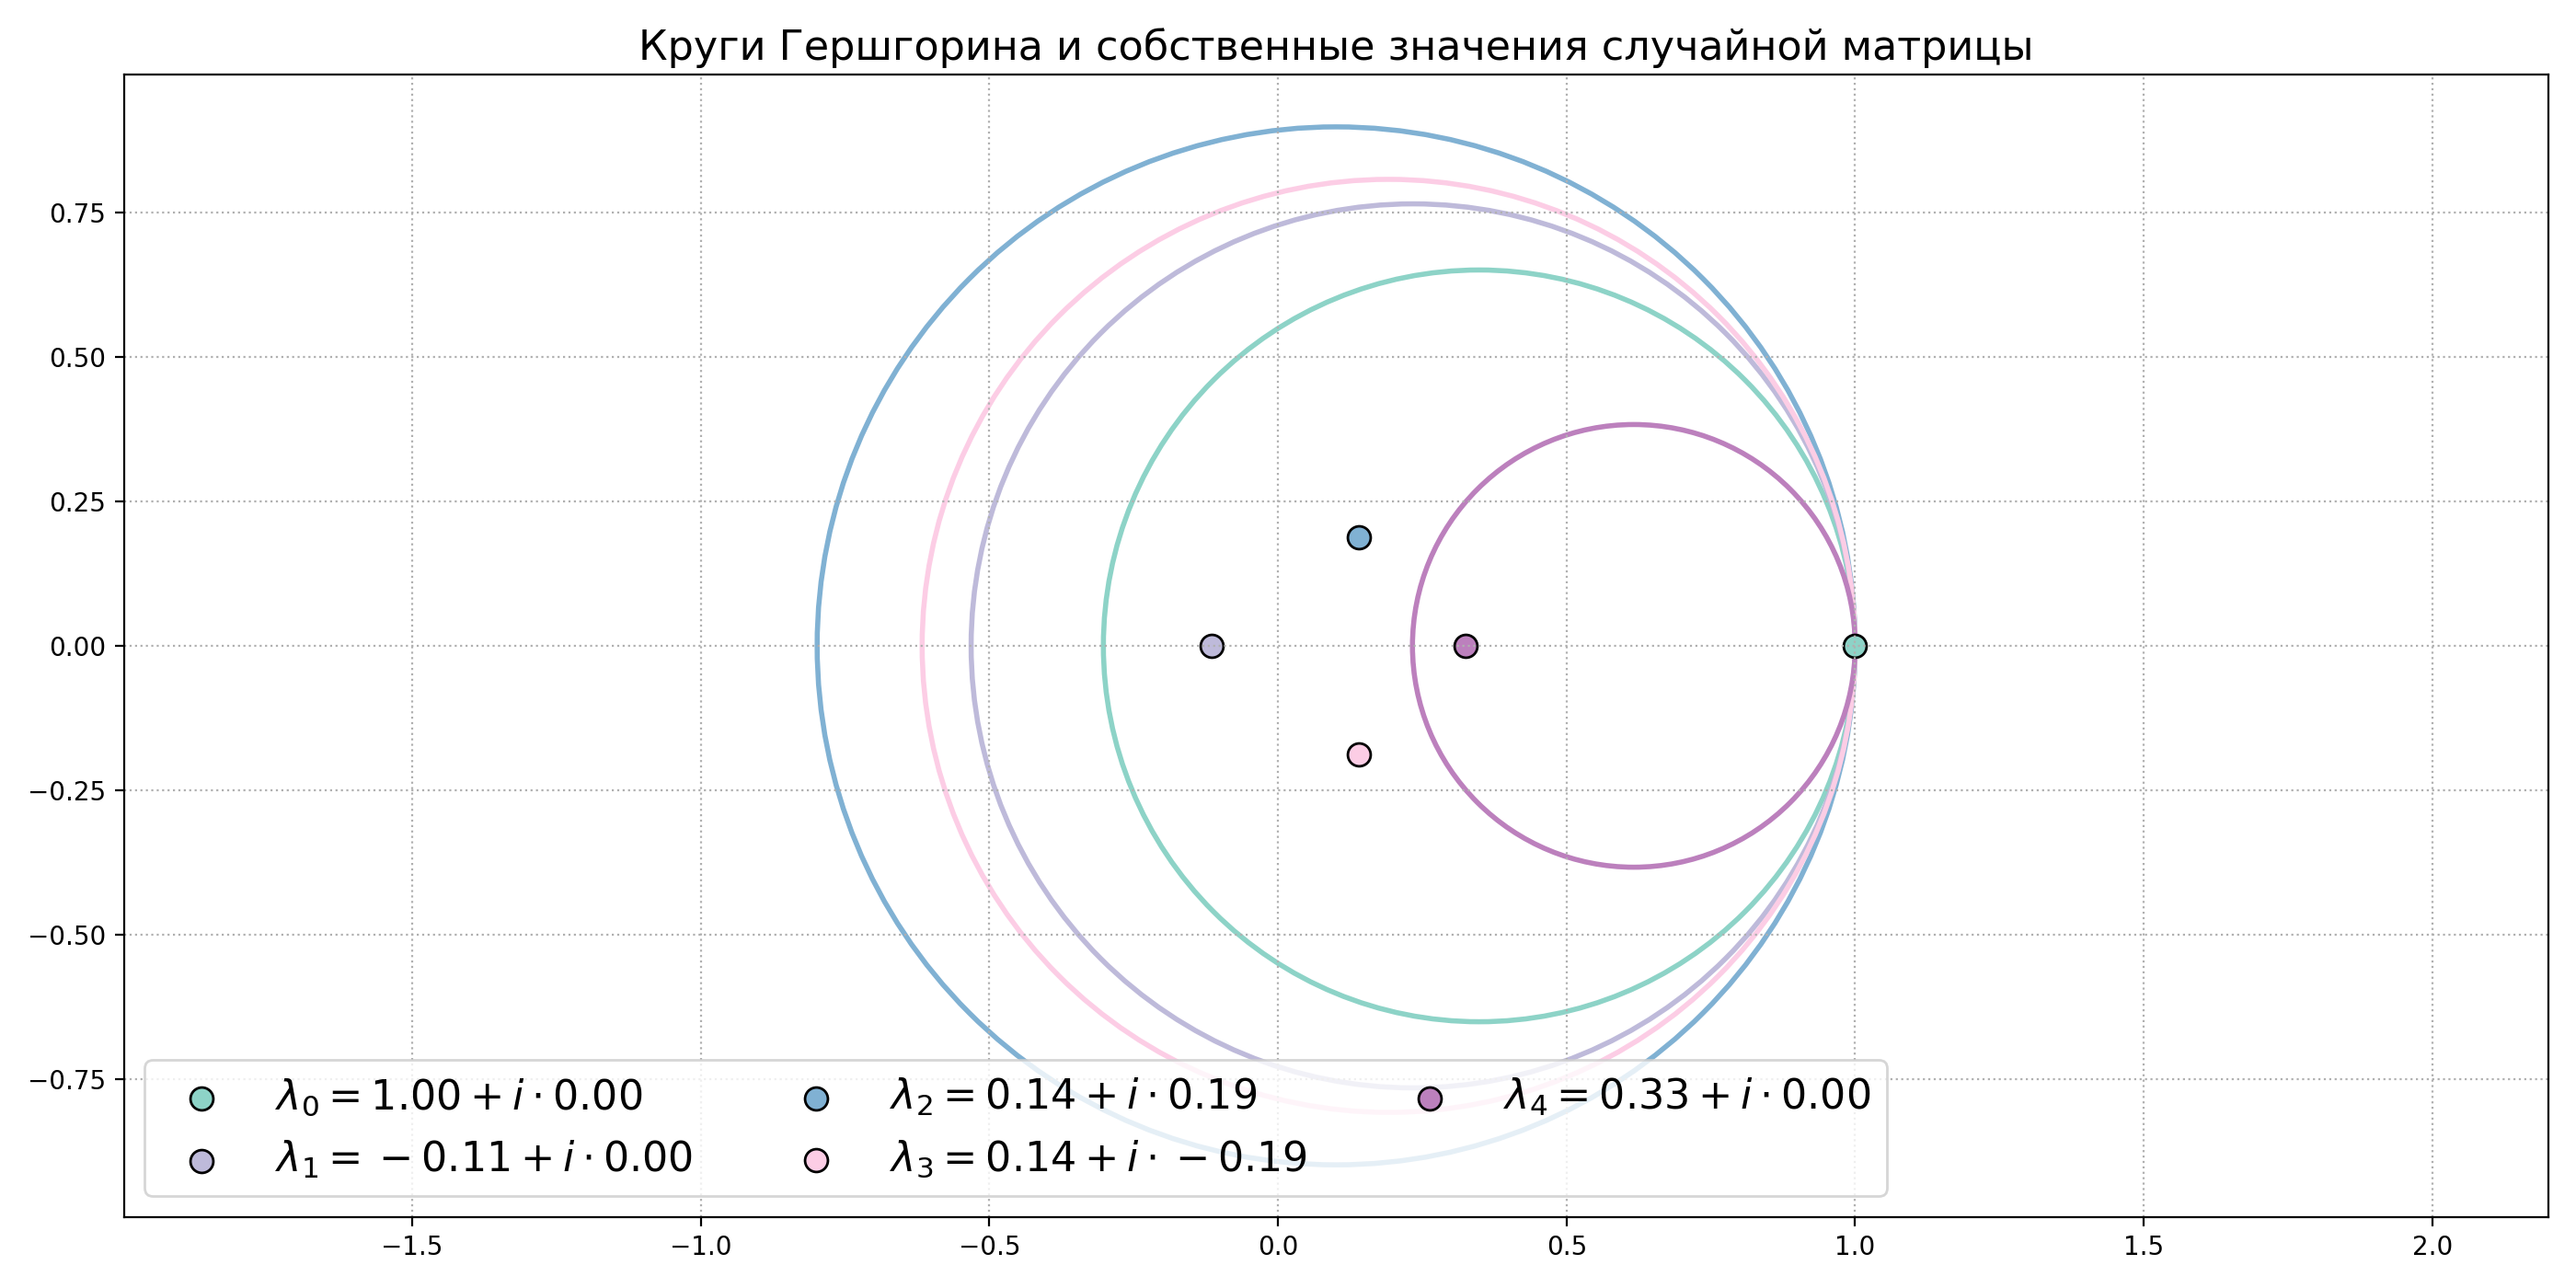 Круги Гершгорина и собственные значения случайной матрицы
0.75
0.50
0.25
0.00
−0.25
−0.50
−0.75
λ₀ = 1.00 + i · 0.00
λ₁ = −0.11 + i · 0.00
λ₂ = 0.14 + i · 0.19
λ₃ = 0.14 + i · −0.19
λ₄ = 0.33 + i · 0.00
−1.5 −1.0 −0.5 0.0 0.5 1.0 1.5 2.0